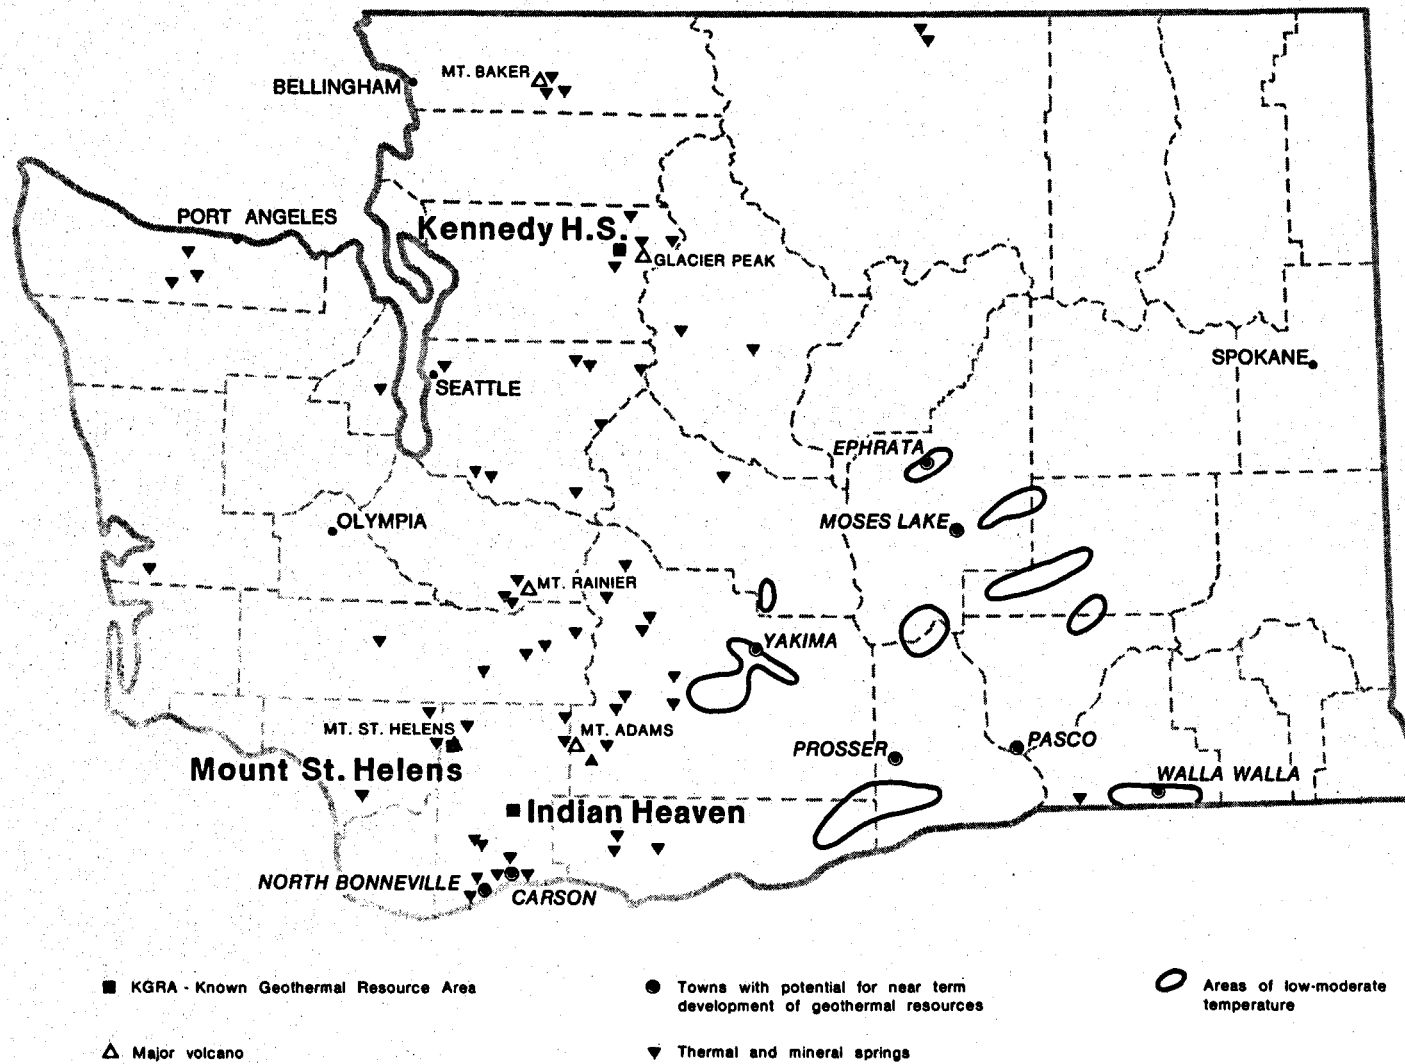 MT. BAKER
BELLINGHAM
PORT ANGELES
Kennedy H.S.
GLACIER PEAK
SPOKANE
SEATTLE
EPHRATA
MOSES LAKE
OLYMPIA
MT. RAINIER
YAKIMA
MT. ST. HELENS
MT. ADAMS
PROSSER
PASCO
Mount St. Helens
WALLA WALLA
Indian Heaven
NORTH BONNEVILLE
CARSON
KGRA - Known Geothermal Resource Area
Towns with potential for near term
development of geothermal resources
Areas of low-moderate
temperature
Major volcano
Thermal and mineral springs